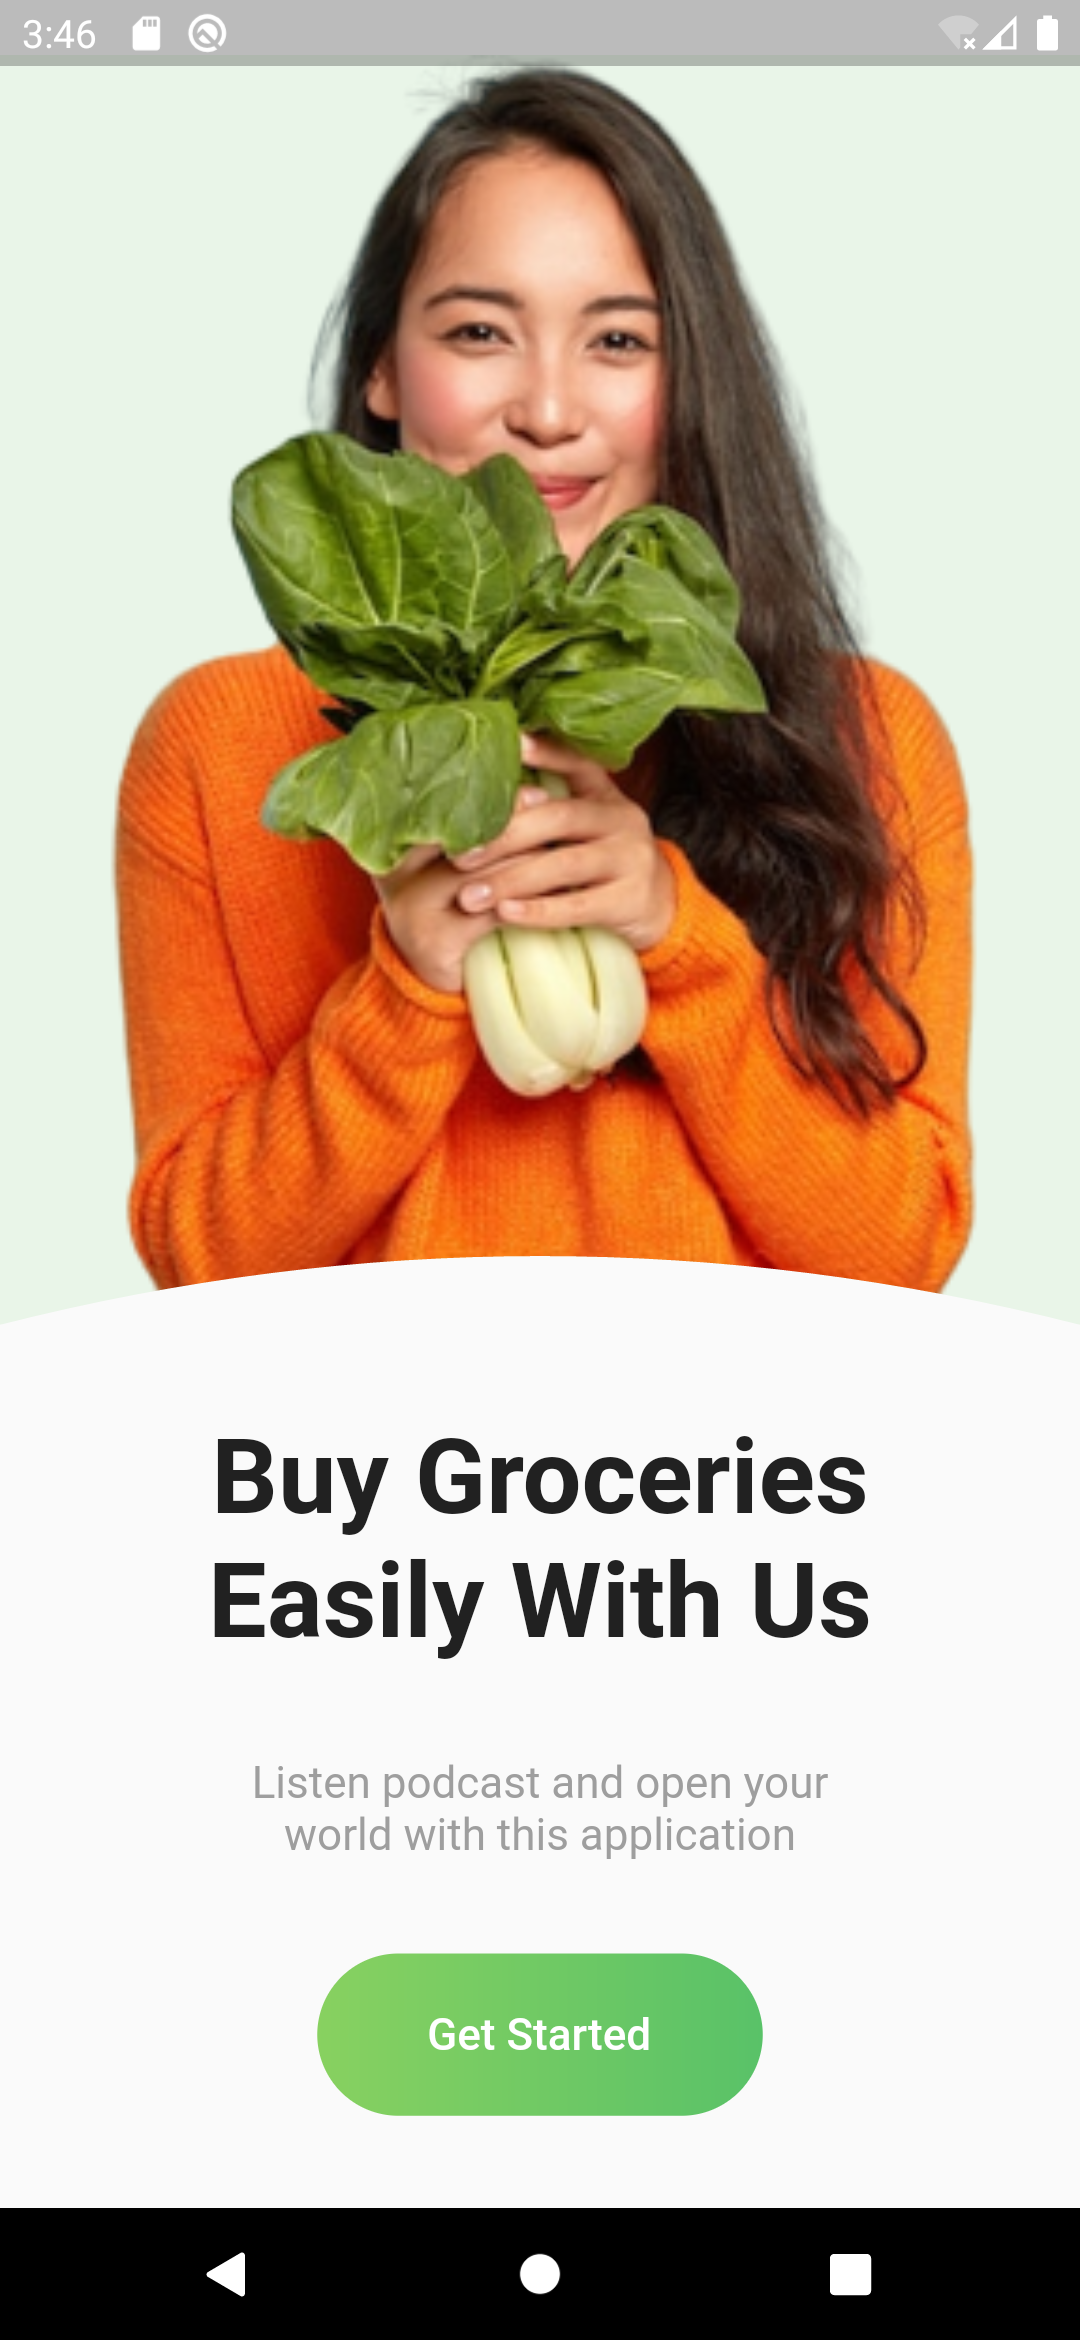 3:46
Buy Groceries
Easily With Us
Listen podcast and open your
world with this application
Get Started